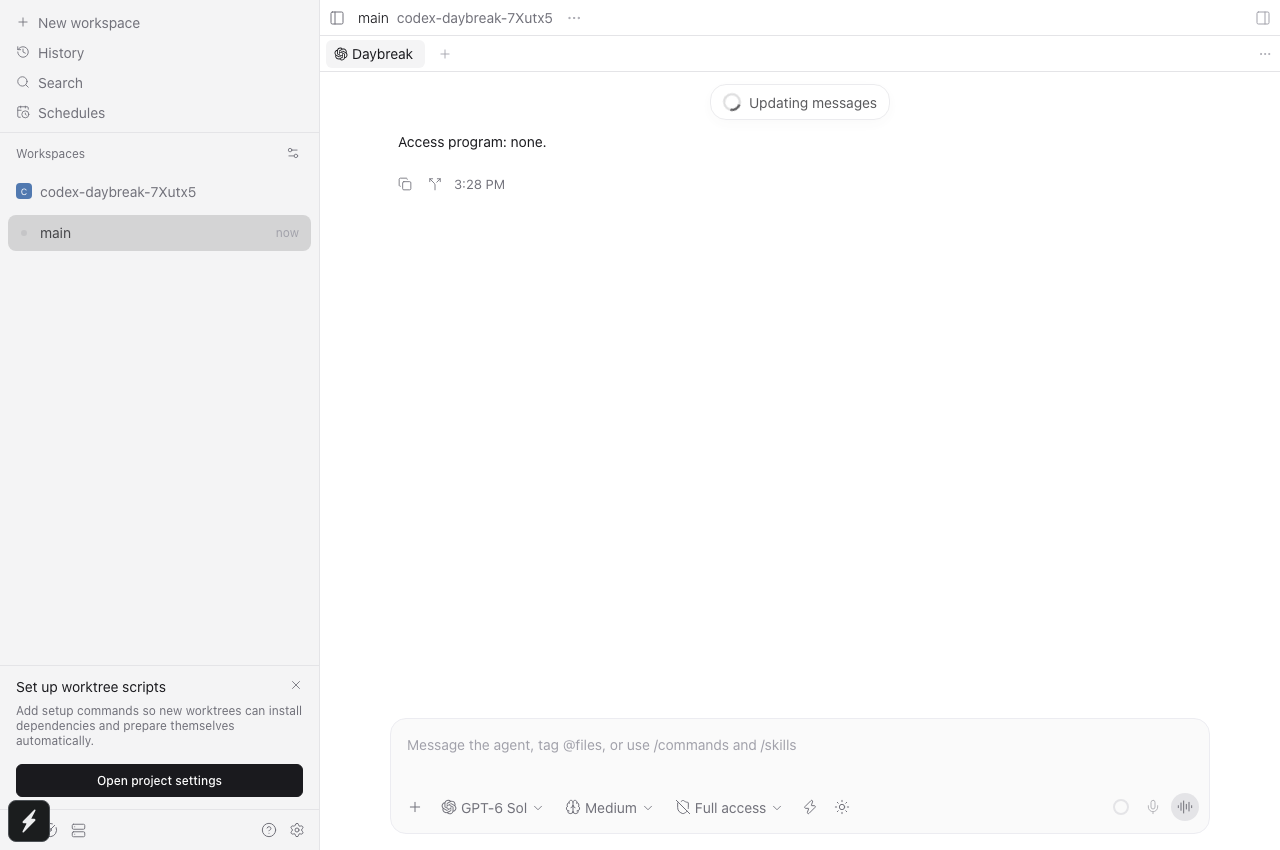 New workspace
History
Search
Schedules
Workspaces
C codex-daybreak-7Xutx5
main now
Set up worktree scripts
Add setup commands so new worktrees can install
dependencies and prepare themselves
automatically.
Open project settings
main codex-daybreak-7Xutx5
Daybreak
Updating messages
Access program: none.
3:28 PM
Message the agent, tag @files, or use /commands and /skills
GPT-6 Sol Medium Full access